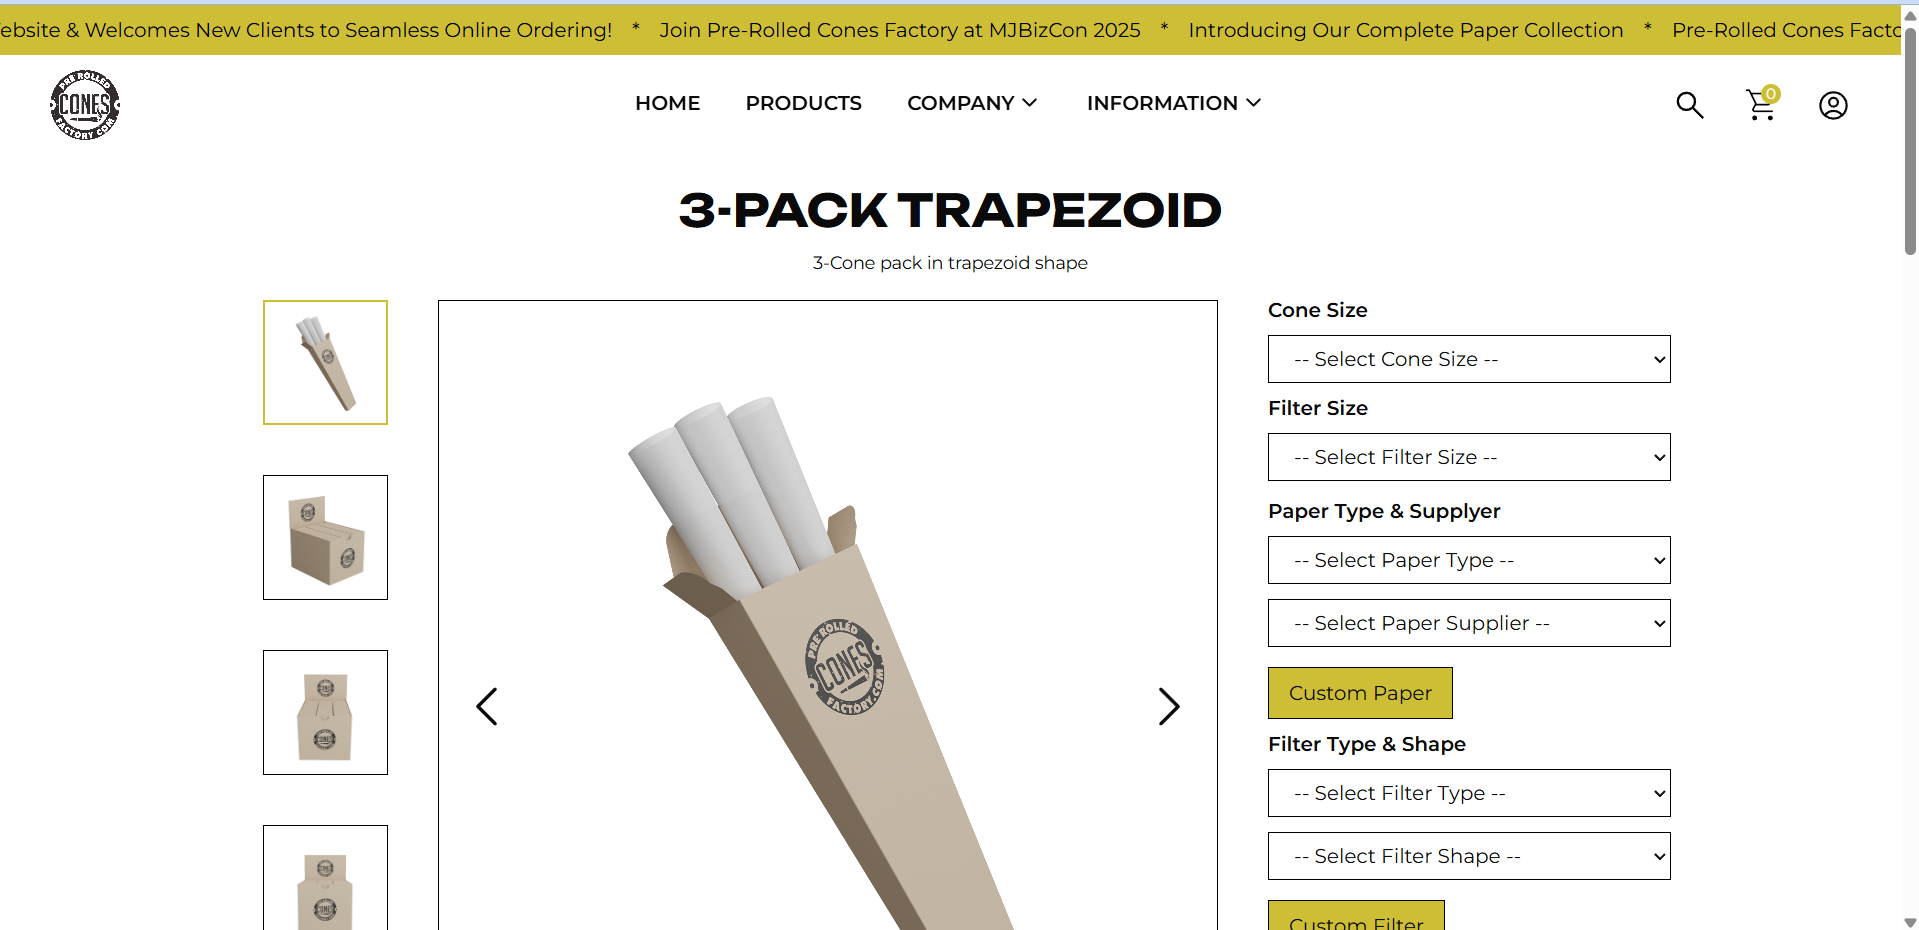 ebsite & Welcomes New Clients to Seamless Online Ordering! * Join Pre-Rolled Cones Factory at MJBizCon 2025 * Introducing Our Complete Paper Collection * Pre-Rolled Cones Facto
PRE ROLLED
CONES
FACTORY.COM
HOME PRODUCTS COMPANY INFORMATION
0
3-PACK TRAPEZOID
3-Cone pack in trapezoid shape
Cone Size
-- Select Cone Size --
Filter Size
-- Select Filter Size --
Paper Type & Supplyer
-- Select Paper Type --
-- Select Paper Supplier --
PRE ROLLED
CONES
FACTORY.COM
Custom Paper
Filter Type & Shape
-- Select Filter Type --
-- Select Filter Shape --
Custom Filter